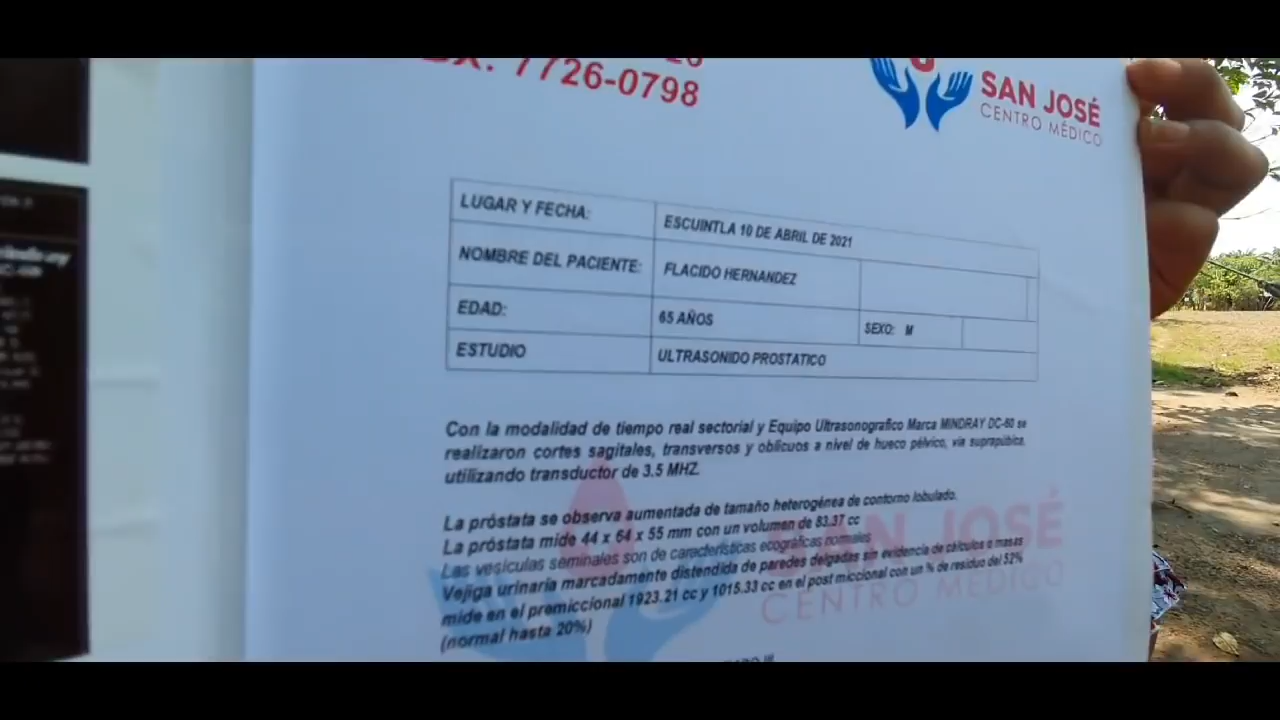 7726-0798
SAN JOSÉ
CENTRO MÉDICO
LUGAR Y FECHA: ESCUINTLA 10 DE ABRIL DE 2021
NOMBRE DEL PACIENTE: FLACIDO HERNANDEZ
EDAD: 65 AÑOS SEXO: M
ESTUDIO ULTRASONIDO PROSTATICO
Con la modalidad de tiempo real sectorial y Equipo Ultrasonografico Marca MINDRAY DC-60 se
realizaron cortes sagitales, transversos y oblicuos a nivel de hueco pélvico, vía suprapúbica,
utilizando transductor de 3.5 MHZ.
La próstata se observa aumentada de tamaño heterogénea de contorno lobulado.
La próstata mide 44 x 64 x 55 mm con un volumen de 83.37 cc
Las vesículas seminales son de características ecográficas normales
Vejiga urinaria marcadamente distendida de paredes delgadas sin evidencia de cálculos o masas
mide en el premiccional 1923.21 cc y 1015.33 cc en el post miccional con un % de residuo del 52%
(normal hasta 20%)
SAN JOSÉ
CENTRO MÉDICO